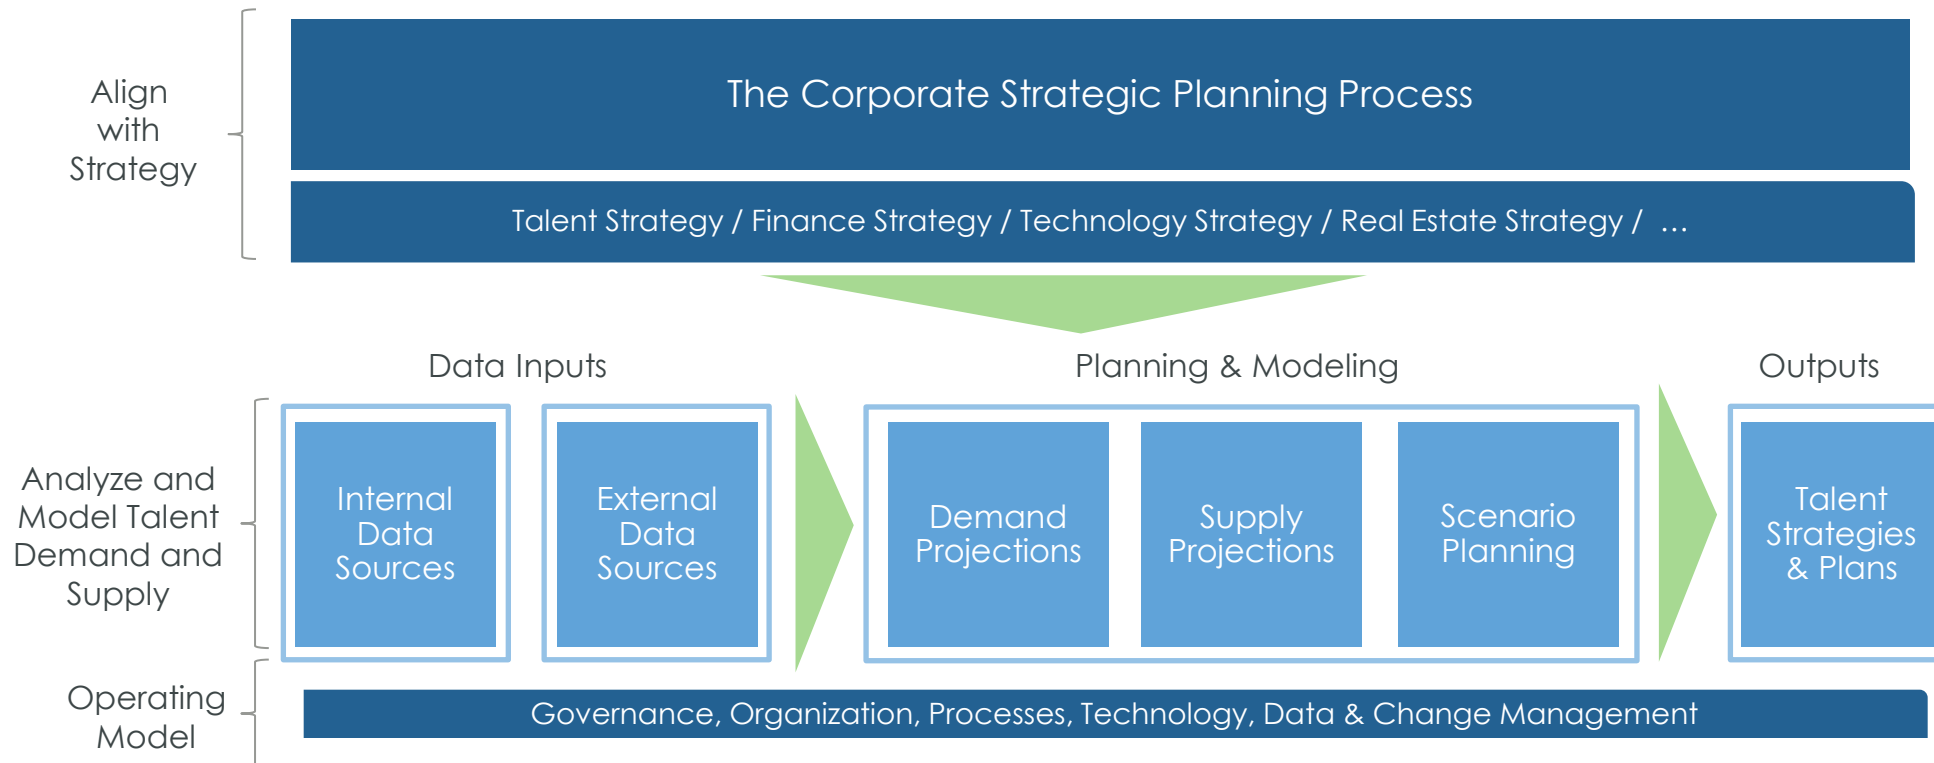 Align
with
Strategy
The Corporate Strategic Planning Process
Talent Strategy / Finance Strategy / Technology Strategy / Real Estate Strategy /  …
Data Inputs
Planning & Modeling
Outputs
Analyze and
Model Talent
Demand and
Supply
Internal
Data
Sources
External
Data
Sources
Demand
Projections
Supply
Projections
Scenario
Planning
Talent
Strategies
& Plans
Operating
Model
Governance, Organization, Processes, Technology, Data & Change Management